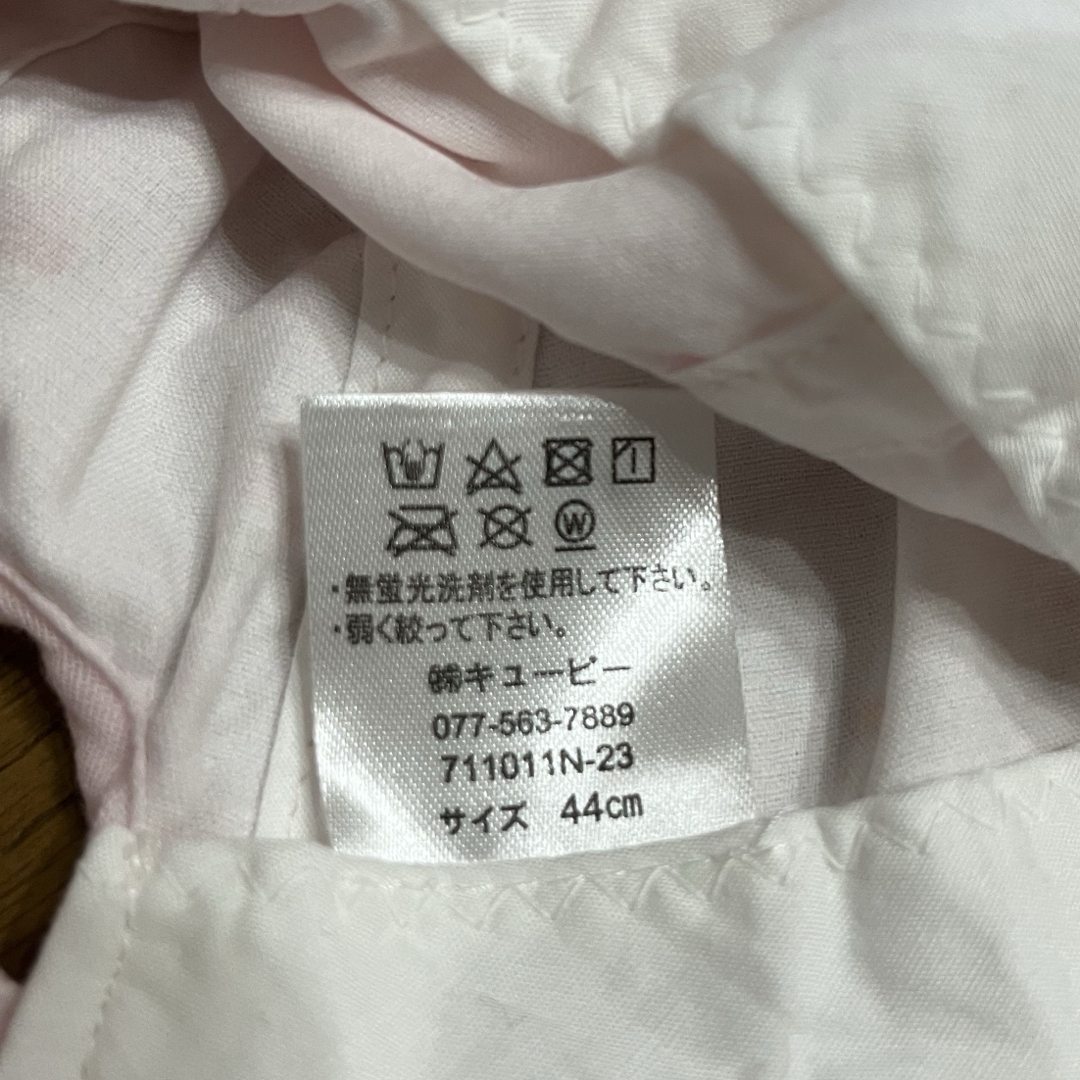 W
・無蛍光洗剤を使用して下さい。
・弱く絞って下さい。
㈱キューピー
077-563-7889
711011N-23
サイズ 44cm